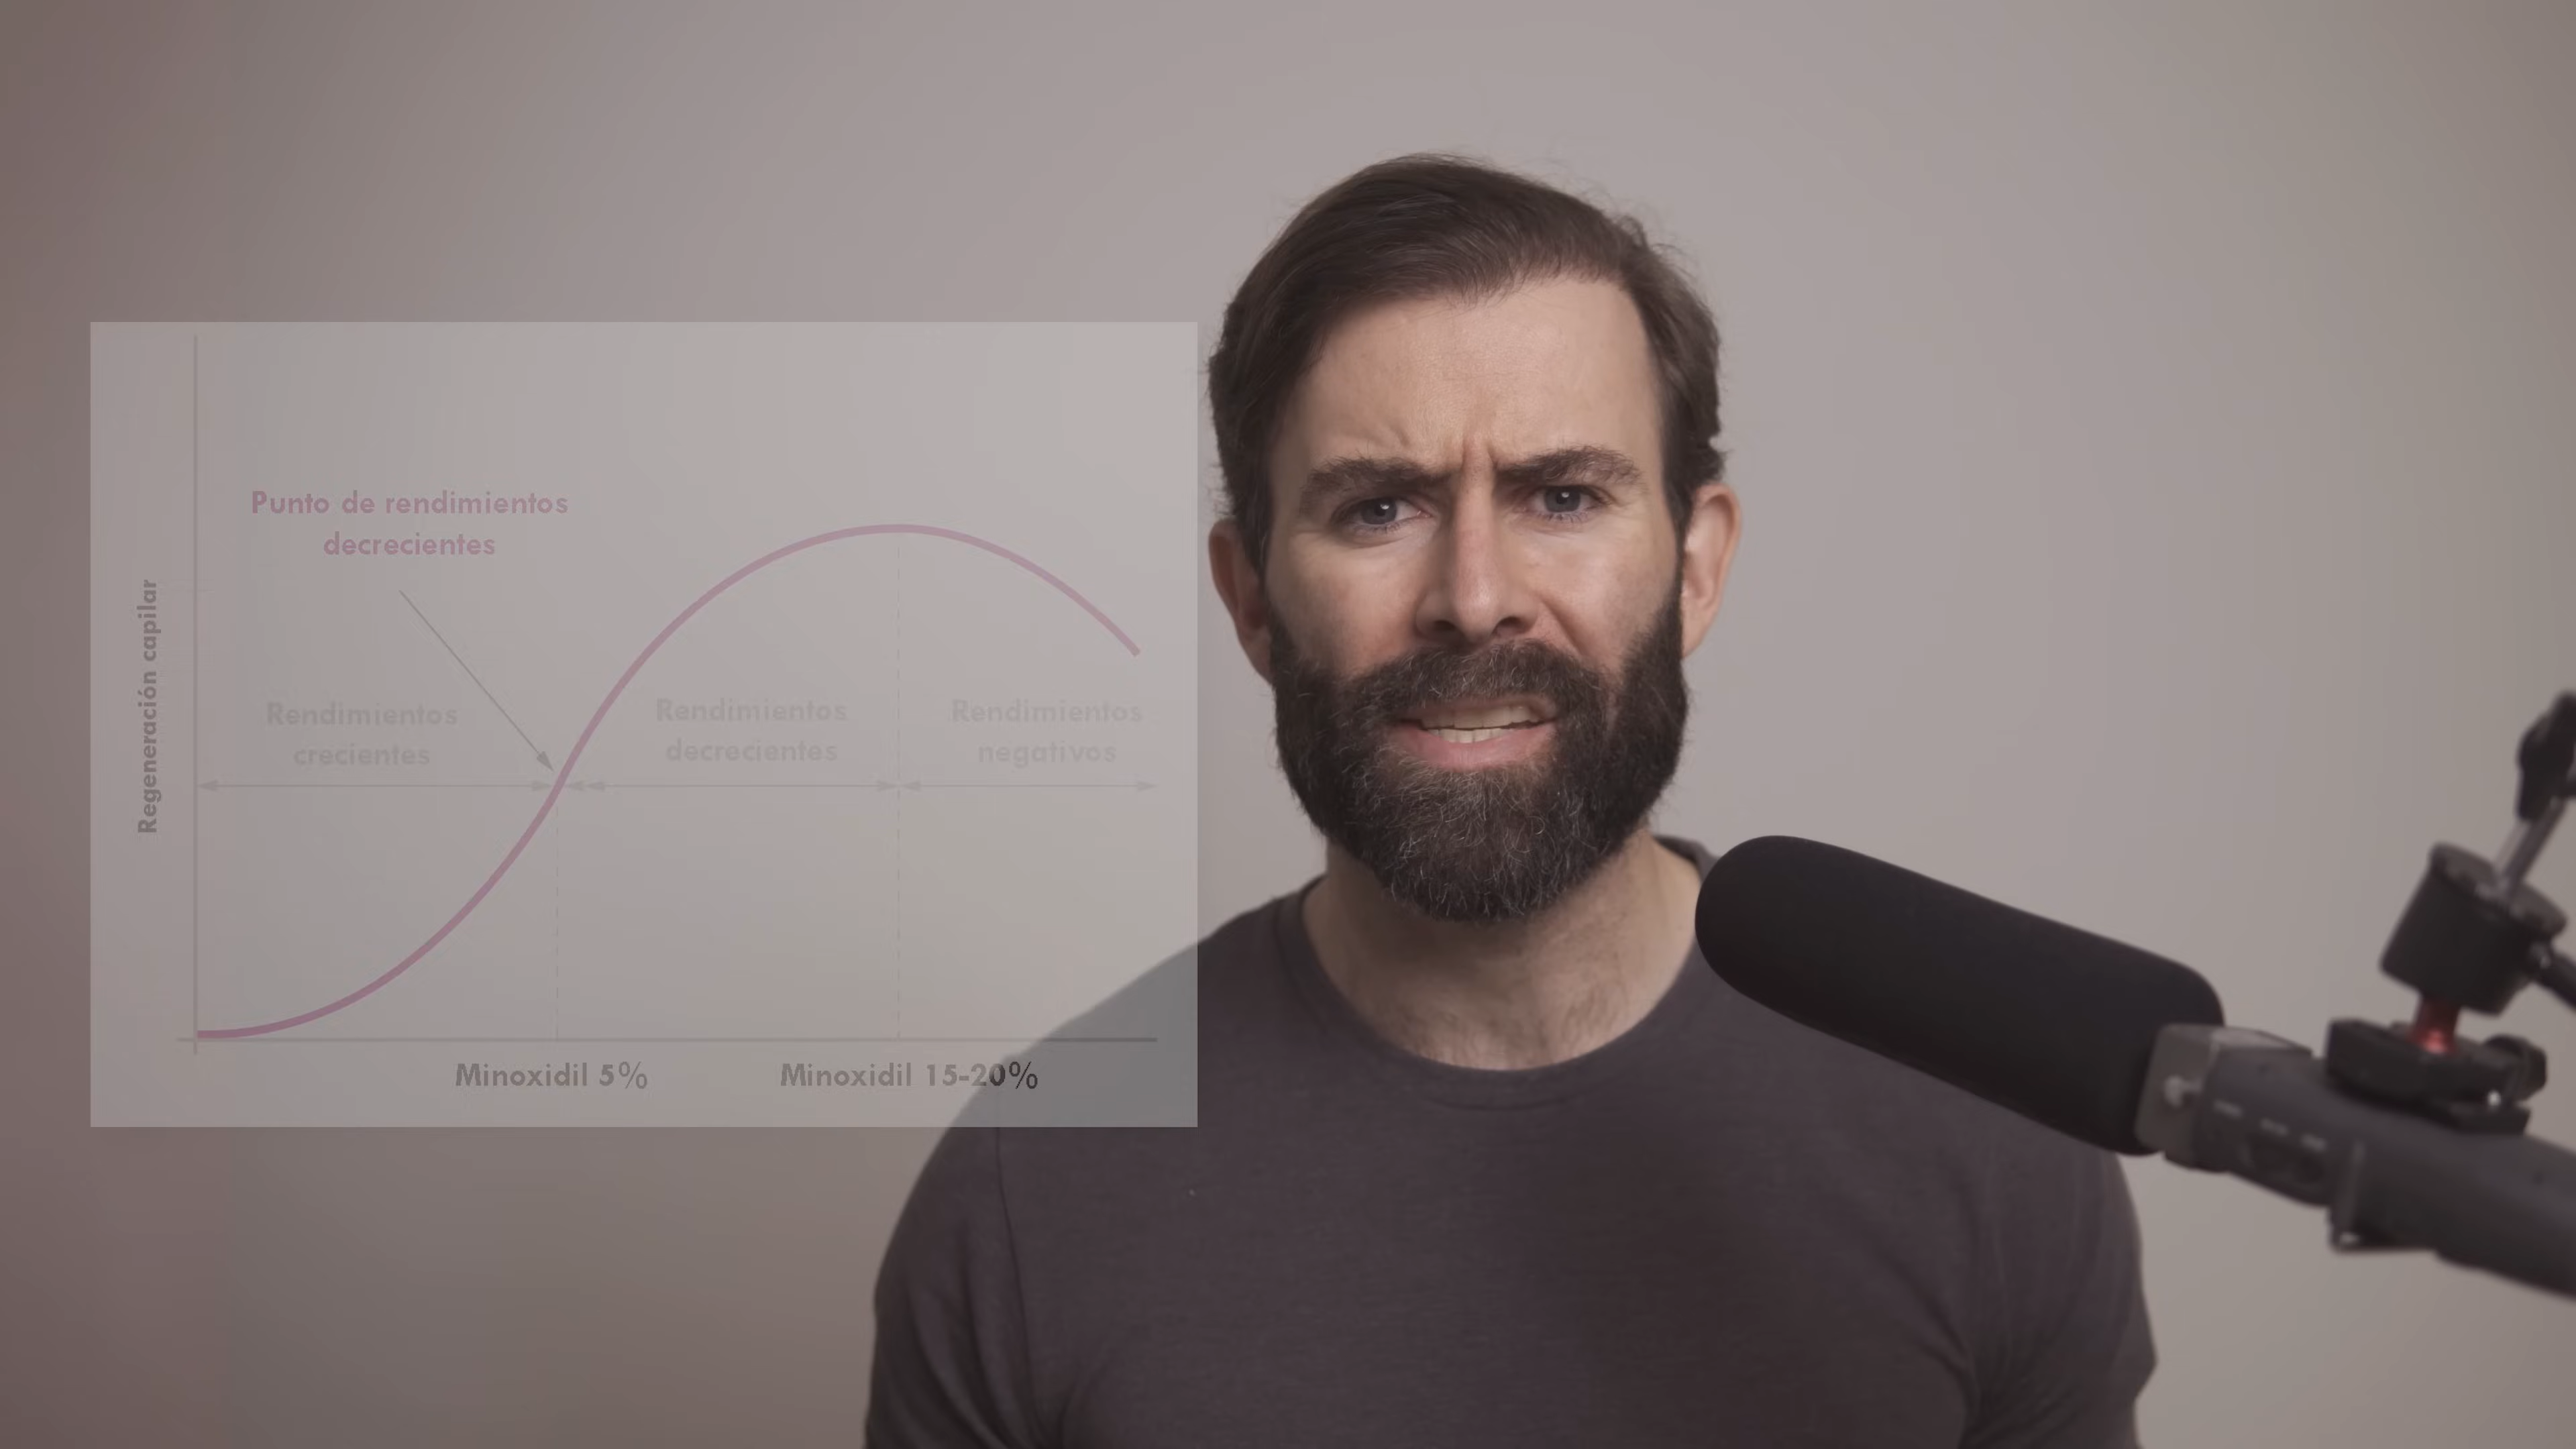 Punto de rendimientos
decrecientes
Regeneración capilar
Rendimientos
crecientes
Rendimientos
decrecientes
Rendimientos
negativos
Minoxidil 5%
Minoxidil 15-20%